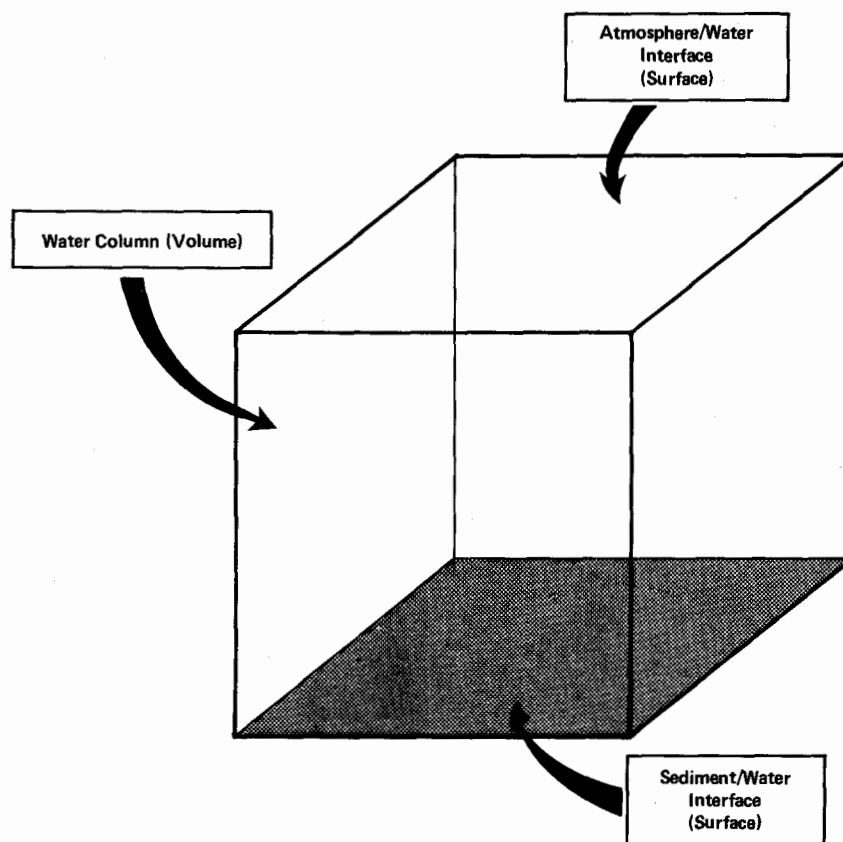 Atmosphere/Water
Interface
(Surface)
Water Column (Volume)
Sediment/Water
Interface
(Surface)